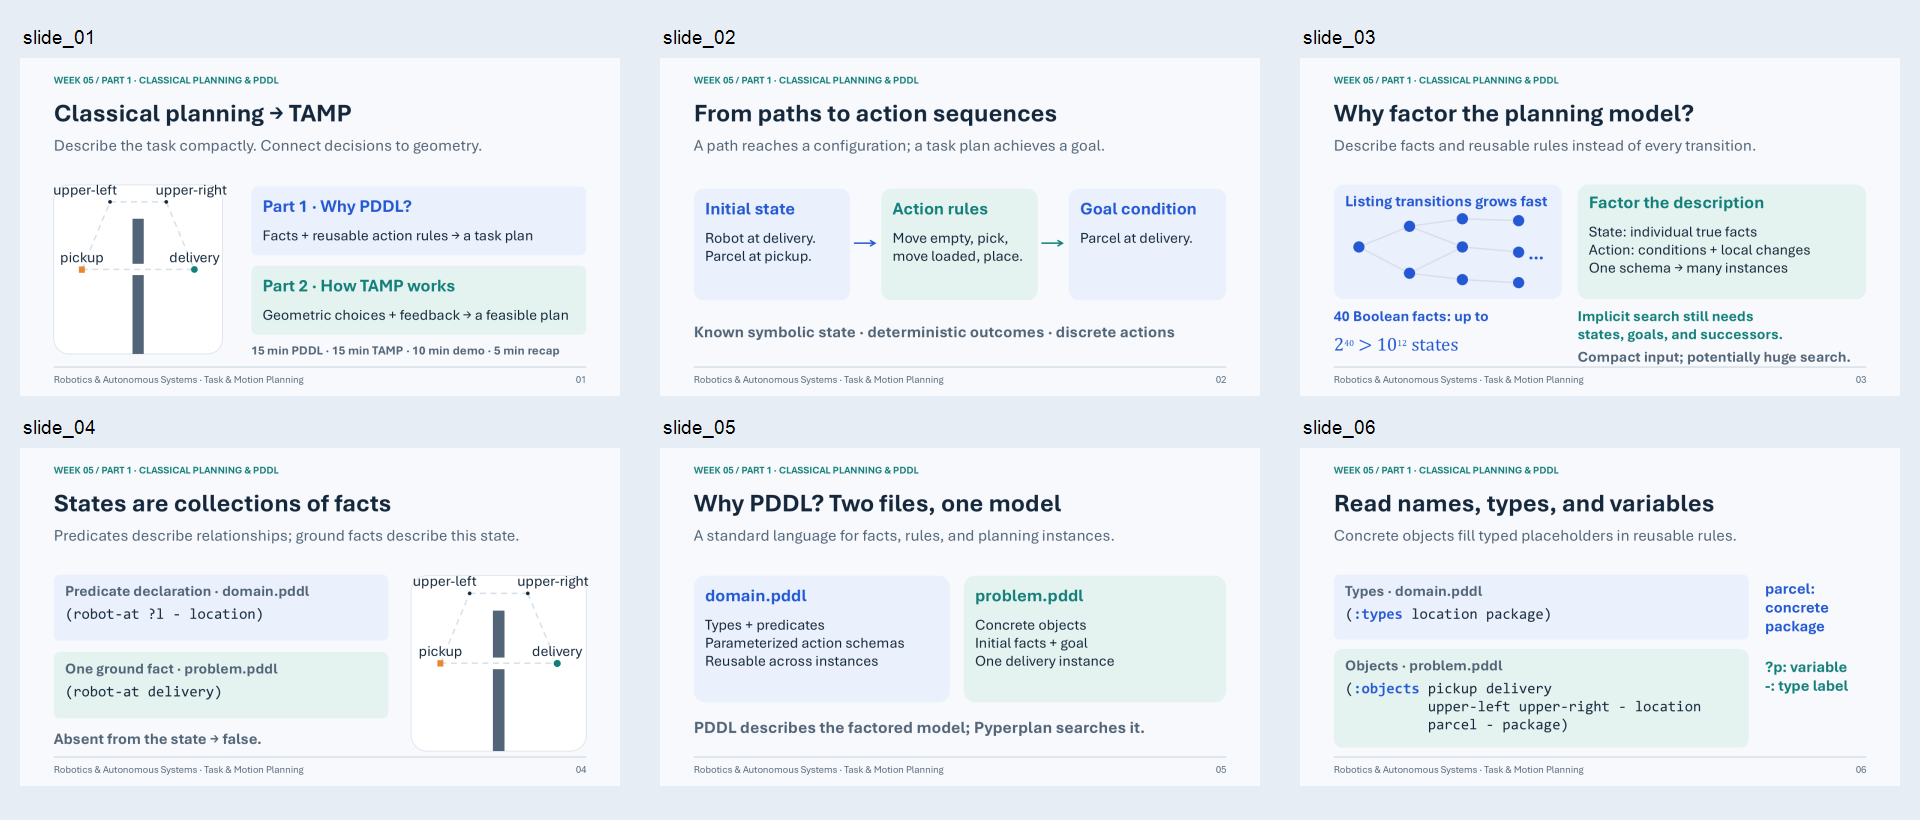 slide_01
WEEK 05 / PART 1 · CLASSICAL PLANNING & PDDL
Classical planning → TAMP
Describe the task compactly. Connect decisions to geometry.
upper-left
upper-right
pickup
delivery
Part 1 · Why PDDL?
Facts + reusable action rules → a task plan
Part 2 · How TAMP works
Geometric choices + feedback → a feasible plan
15 min PDDL · 15 min TAMP · 10 min demo · 5 min recap
Robotics & Autonomous Systems · Task & Motion Planning
01
slide_02
WEEK 05 / PART 1 · CLASSICAL PLANNING & PDDL
From paths to action sequences
A path reaches a configuration; a task plan achieves a goal.
Initial state
Robot at delivery.
Parcel at pickup.
Action rules
Move empty, pick,
move loaded, place.
Goal condition
Parcel at delivery.
Known symbolic state · deterministic outcomes · discrete actions
Robotics & Autonomous Systems · Task & Motion Planning
02
slide_03
WEEK 05 / PART 1 · CLASSICAL PLANNING & PDDL
Why factor the planning model?
Describe facts and reusable rules instead of every transition.
Listing transitions grows fast
...
40 Boolean facts: up to
2⁴⁰ > 10¹² states
Factor the description
State: individual true facts
Action: conditions + local changes
One schema → many instances
Implicit search still needs
states, goals, and successors.
Compact input; potentially huge search.
Robotics & Autonomous Systems · Task & Motion Planning
03
slide_04
WEEK 05 / PART 1 · CLASSICAL PLANNING & PDDL
States are collections of facts
Predicates describe relationships; ground facts describe this state.
Predicate declaration · domain.pddl
(robot-at ?l - location)
One ground fact · problem.pddl
(robot-at delivery)
Absent from the state → false.
upper-left
upper-right
pickup
delivery
Robotics & Autonomous Systems · Task & Motion Planning
04
slide_05
WEEK 05 / PART 1 · CLASSICAL PLANNING & PDDL
Why PDDL? Two files, one model
A standard language for facts, rules, and planning instances.
domain.pddl
Types + predicates
Parameterized action schemas
Reusable across instances
problem.pddl
Concrete objects
Initial facts + goal
One delivery instance
PDDL describes the factored model; Pyperplan searches it.
Robotics & Autonomous Systems · Task & Motion Planning
05
slide_06
WEEK 05 / PART 1 · CLASSICAL PLANNING & PDDL
Read names, types, and variables
Concrete objects fill typed placeholders in reusable rules.
Types · domain.pddl
(:types location package)
Objects · problem.pddl
(:objects pickup delivery
upper-left upper-right - location
parcel - package)
parcel:
concrete
package
?p: variable
-: type label
Robotics & Autonomous Systems · Task & Motion Planning
06